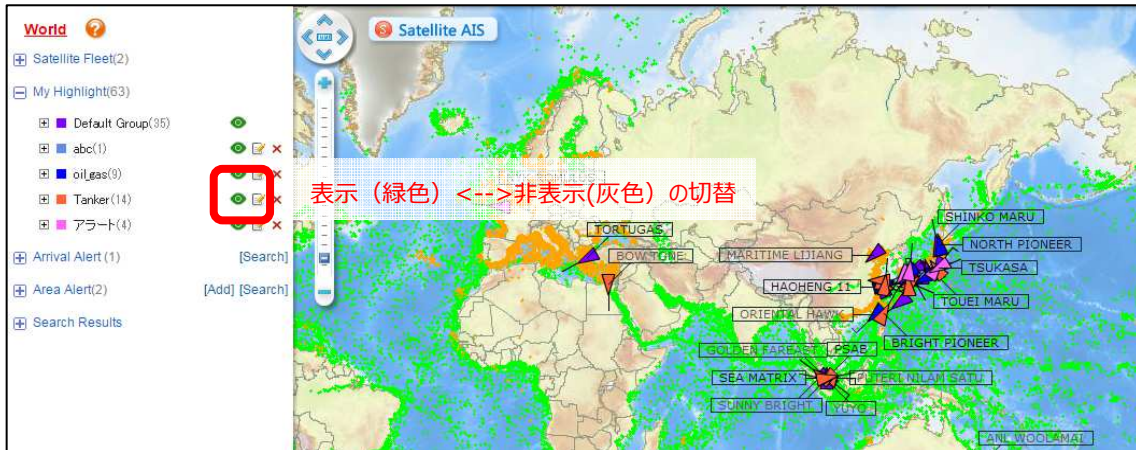 World
Satellite AIS
Satellite Fleet(2)
My Highlight(63)
Default Group(35)
abc(1)
oil_gas(9)
Tanker(14)
アラート(4)
Arrival Alert (1) [Search]
Area Alert(2) [Add] [Search]
Search Results
表示（緑色）<-->非表示(灰色）の切替
TORTUGAS
SHINKO MARU
MARITIME LIJIANG
NORTH PIONEER
TSUKASA
HAOHENG 11
TOUEI MARU
ORIENTAL HAWK
BRIGHT PIONEER
GOLDEN FAREAST
PSAB
SEA MATRIX
PUTERI NILAM SATU
SUNNY BRIGHT
YUYO
ANL WOOLAMAI